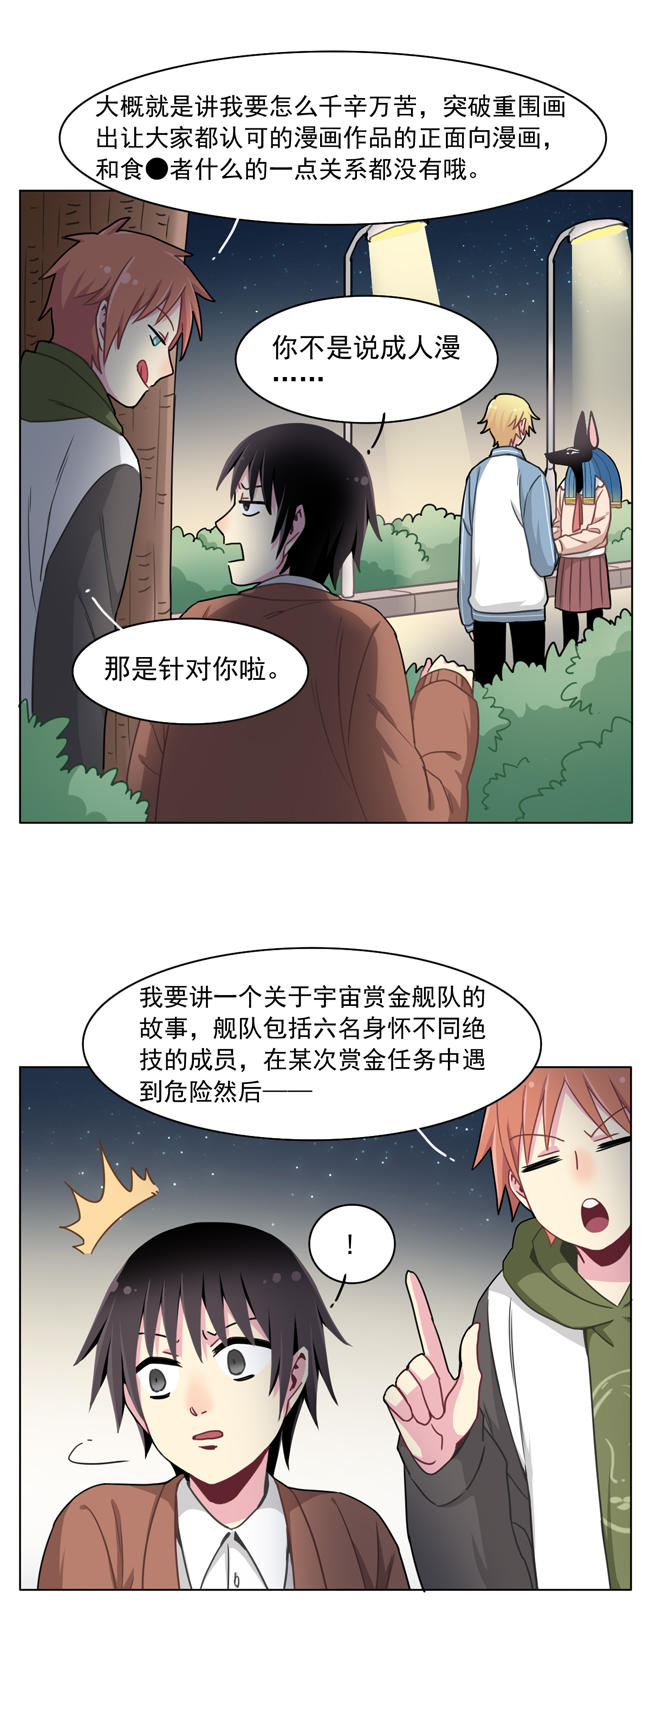 大概就是讲我要怎么千辛万苦，突破重围画
出让大家都认可的漫画作品的正面向漫画，
和食●者什么的一点关系都没有哦。
你不是说成人漫
……
那是针对你啦。
我要讲一个关于宇宙赏金舰队的
故事，舰队包括六名身怀不同绝
技的成员，在某次赏金任务中遇
到危险然后——
！